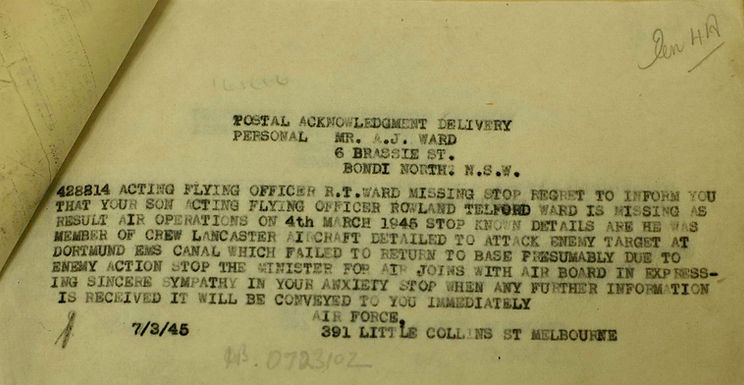 POSTAL ACKNOWLEDGMENT DELIVERY
PERSONAL MR. A.J. WARD
6 BRASSIE ST.
BONDI NORTH. N.S.W.
428814 ACTING FLYING OFFICER R.T.WARD MISSING STOP REGRET TO INFORM YOU
THAT YOUR SON ACTING FLYING OFFICER ROWLAND TELFORD WARD IS MISSING AS
RESULT AIR OPERATIONS ON 4th MARCH 1945 STOP KNOWN DETAILS ARE HE WAS
MEMBER OF CREW LANCASTER AIRCRAFT DETAILED TO ATTACK ENEMY TARGET AT
DORTMUND EMS CANAL WHICH FAILED TO RETURN TO BASE PRESUMABLY DUE TO
ENEMY ACTION STOP THE MINISTER FOR AIR JOINS WITH AIR BOARD IN EXPRESS-
ING SINCERE SYMPATHY IN YOUR ANXIETY STOP WHEN ANY FURTHER INFORMATION
IS RECEIVED IT WILL BE CONVEYED TO YOU IMMEDIATELY
AIR FORCE.
7/3/45 391 LITTLE COLLINS ST MELBOURNE